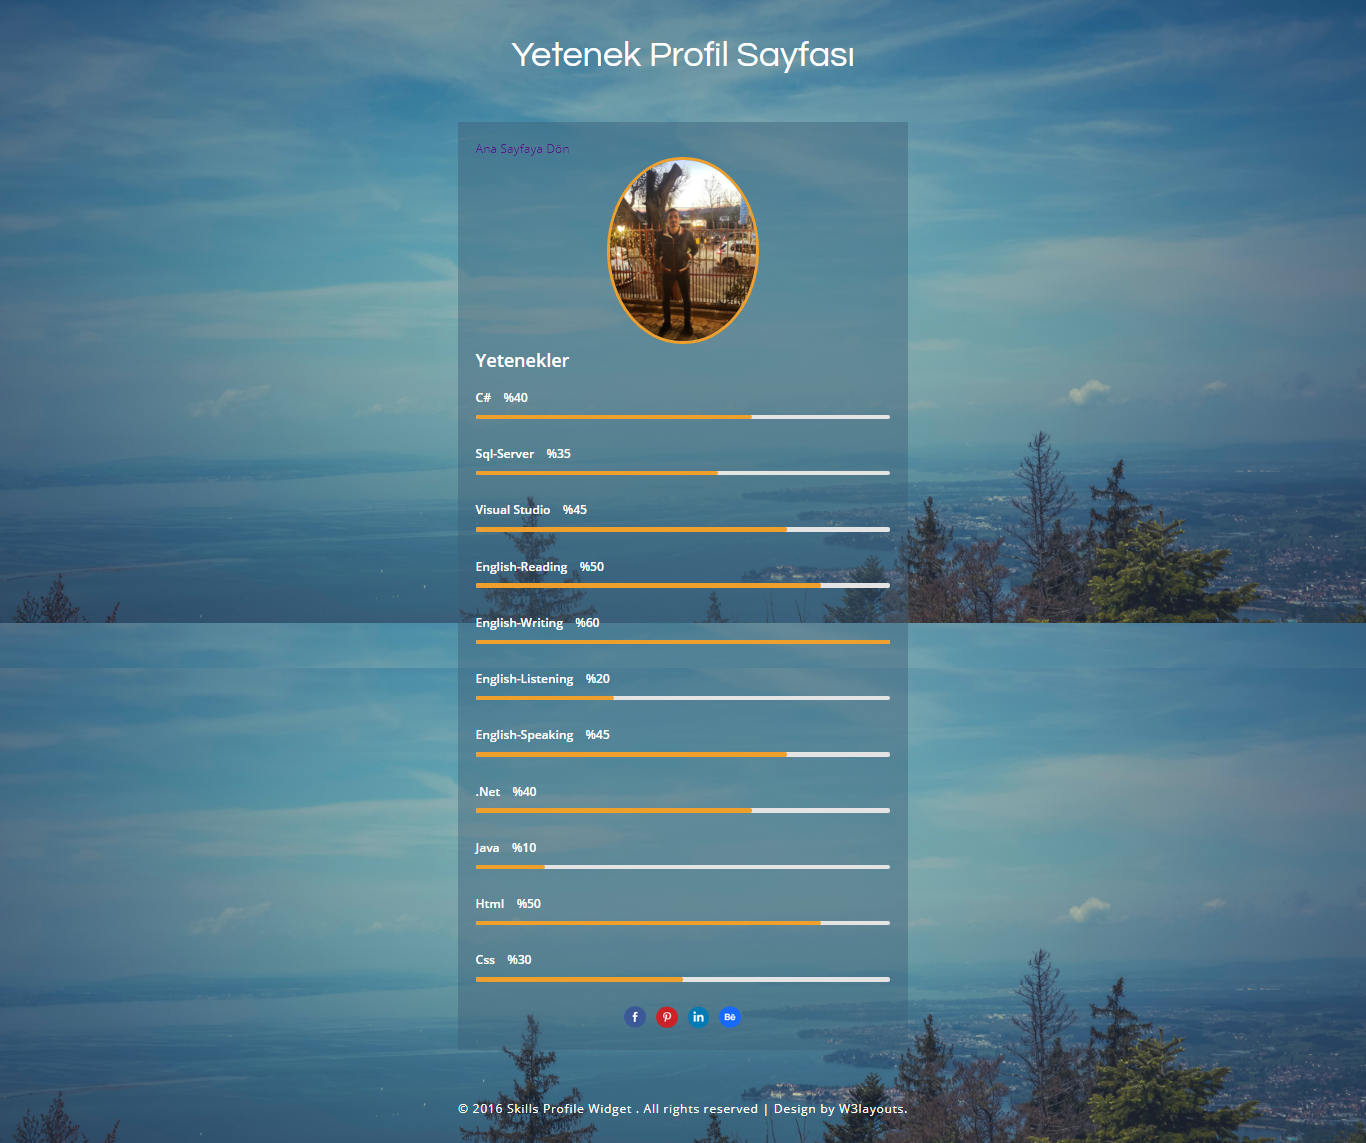 Yetenek Profil Sayfası
Ana Sayfaya Dön
Yetenekler
C# %40
Sql-Server %35
Visual Studio %45
English-Reading %50
English-Writing %60
English-Listening %20
English-Speaking %45
.Net %40
Java %10
Html %50
Css %30
f in Bē
© 2016 Skills Profile Widget . All rights reserved | Design by W3layouts.